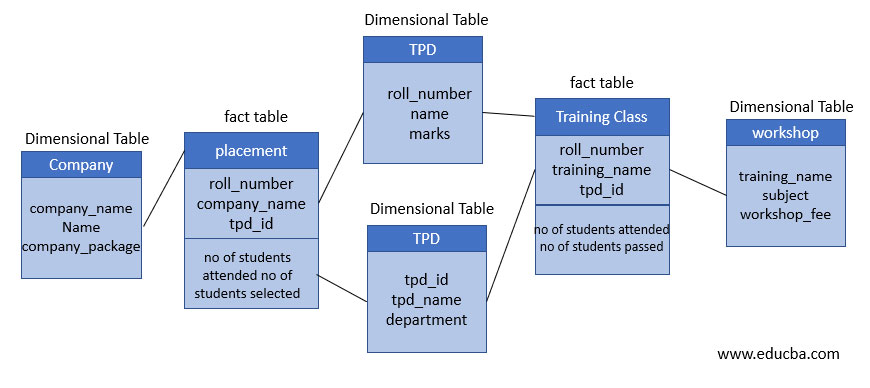 Dimensional Table
Company
company_name
Name
company_package
fact table
placement
roll_number
company_name
tpd_id
no of students
attended no of
students selected
Dimensional Table
TPD
roll_number
name
marks
Dimensional Table
TPD
tpd_id
tpd_name
department
fact table
Training Class
roll_number
training_name
tpd_id
no of students attended
no of students passed
Dimensional Table
workshop
training_name
subject
workshop_fee
www.educba.com